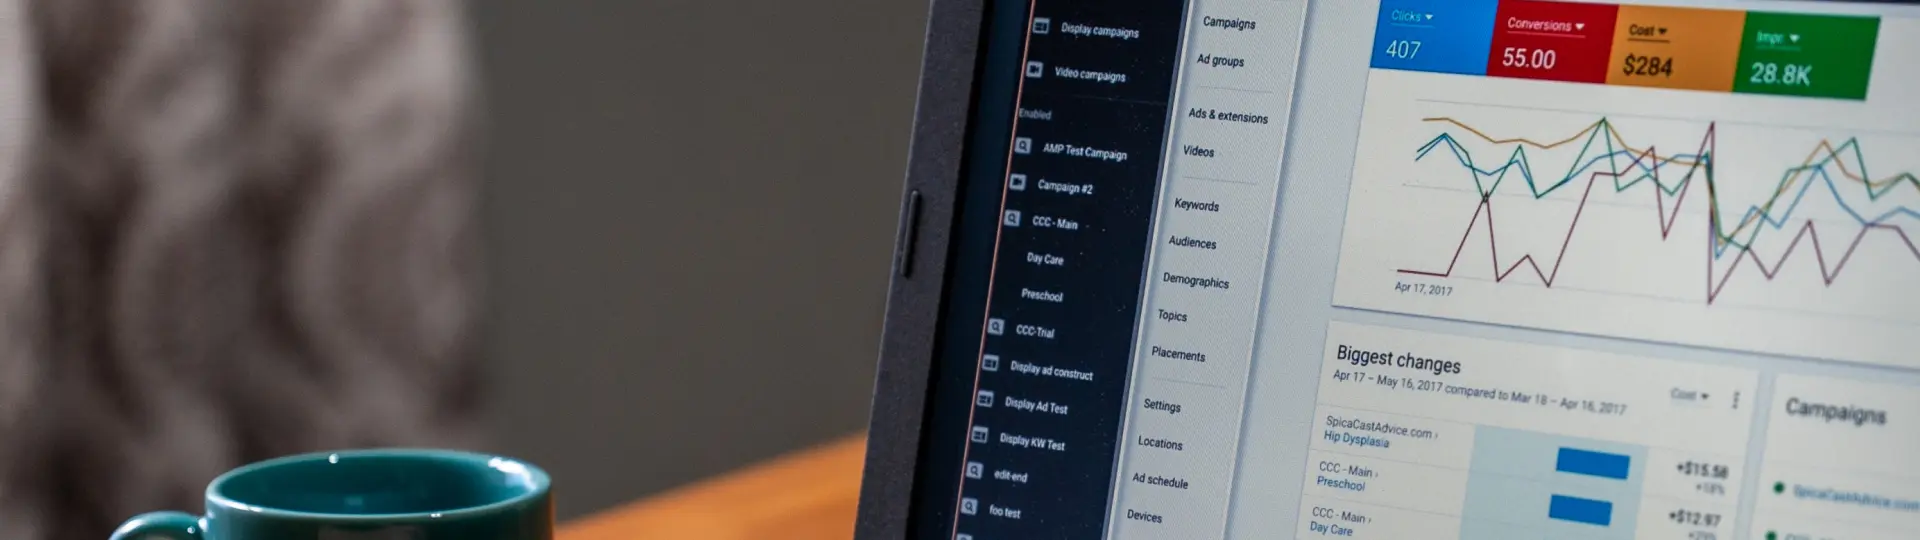 Display campaigns
Video campaigns
Enabled
AMP Test Campaign
Campaign #2
CCC - Main
Day Care
Preschool
CCC-Trial
Display ad construct
Display Ad Test
Display KW Test
edit-end
foo test
Campaigns
Ad groups
Ads & extensions
Videos
Keywords
Audiences
Demographics
Topics
Placements
Settings
Locations
Ad schedule
Devices
Clicks
407
Conversions
55.00
Cost
$284
Impr.
28.8K
Apr 17, 2017
Biggest changes
Apr 17 – May 16, 2017 compared to Mar 18 – Apr 16, 2017
Cost
SpicaCastAdvice.com ›
Hip Dysplasia
+$15.58
+18%
CCC - Main ›
Preschool
+$12.97
CCC - Main ›
Day Care
Campaigns
SpicaCastAdvice.com